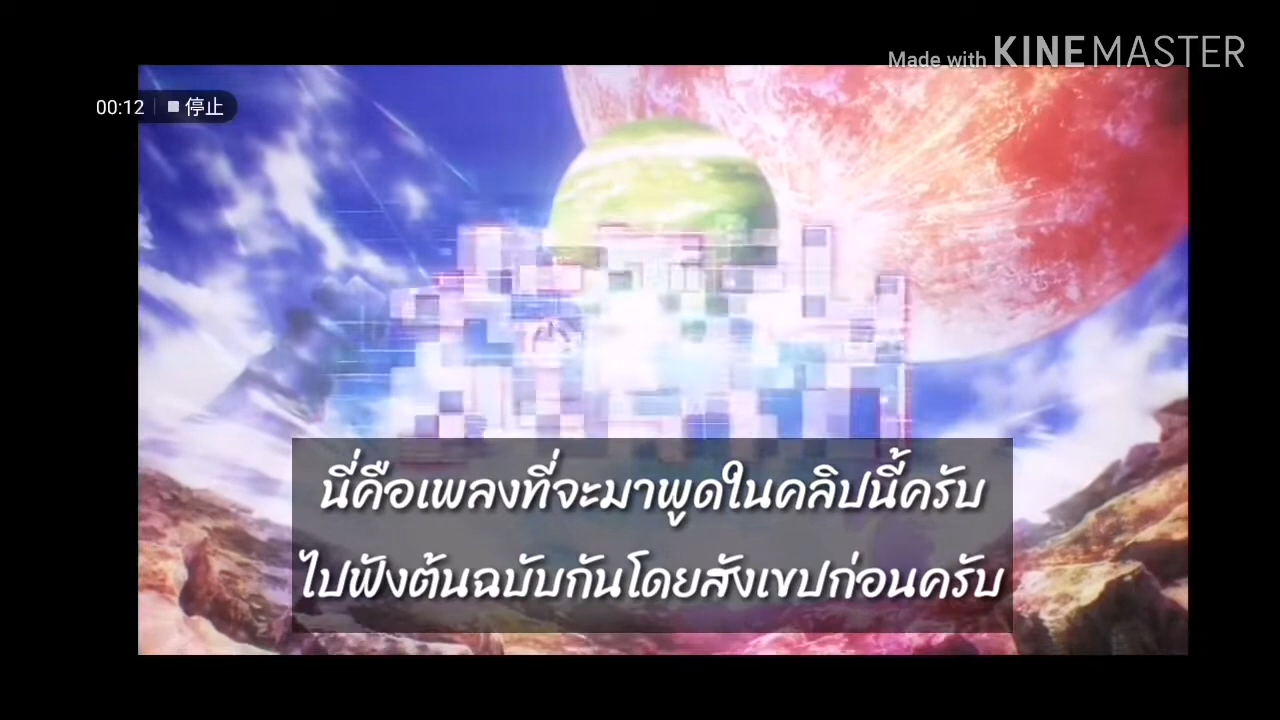 Made with KINEMASTER
00:12 停止
นี่คือเพลงที่จะมาพูดในคลิปนี้ครับ
ไปฟังต้นฉบับกันโดยสังเขปก่อนครับ